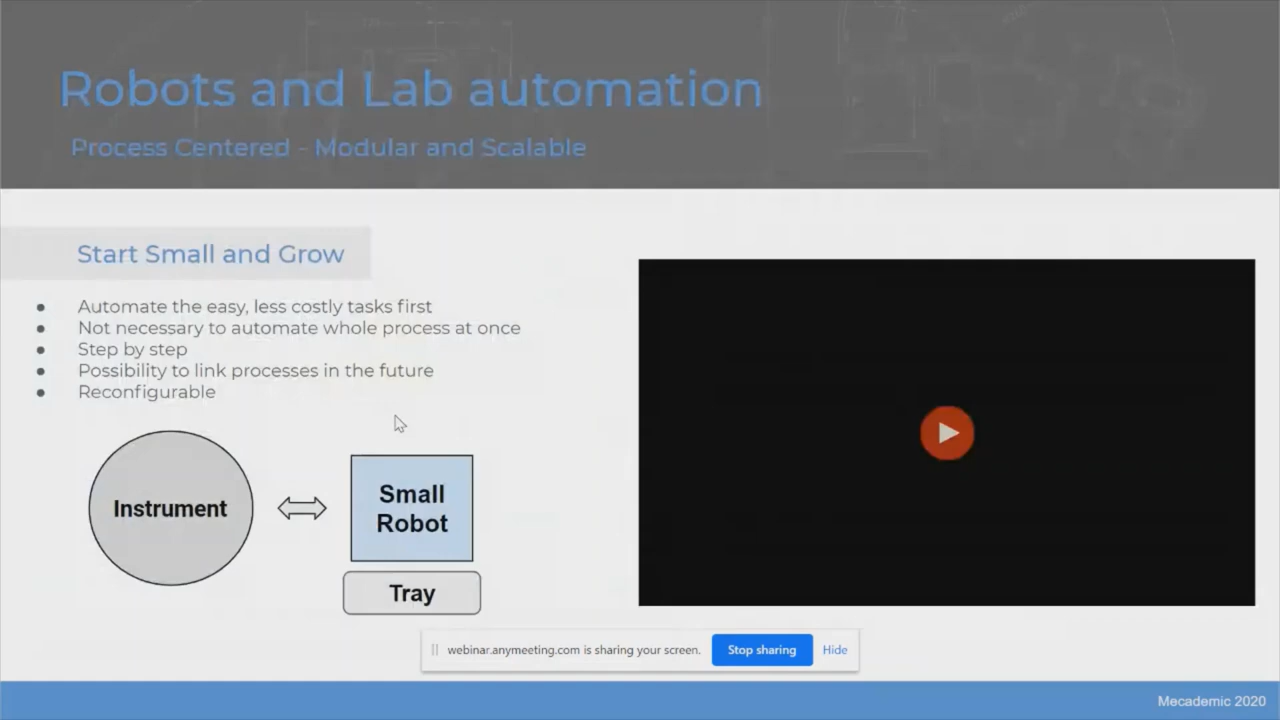 Robots and Lab automation
Process Centered - Modular and Scalable
Start Small and Grow
● Automate the easy, less costly tasks first
● Not necessary to automate whole process at once
● Step by step
● Possibility to link processes in the future
● Reconfigurable
Instrument
Small
Robot
Tray
webinar.anymeeting.com is sharing your screen. Stop sharing Hide
Mecademic 2020